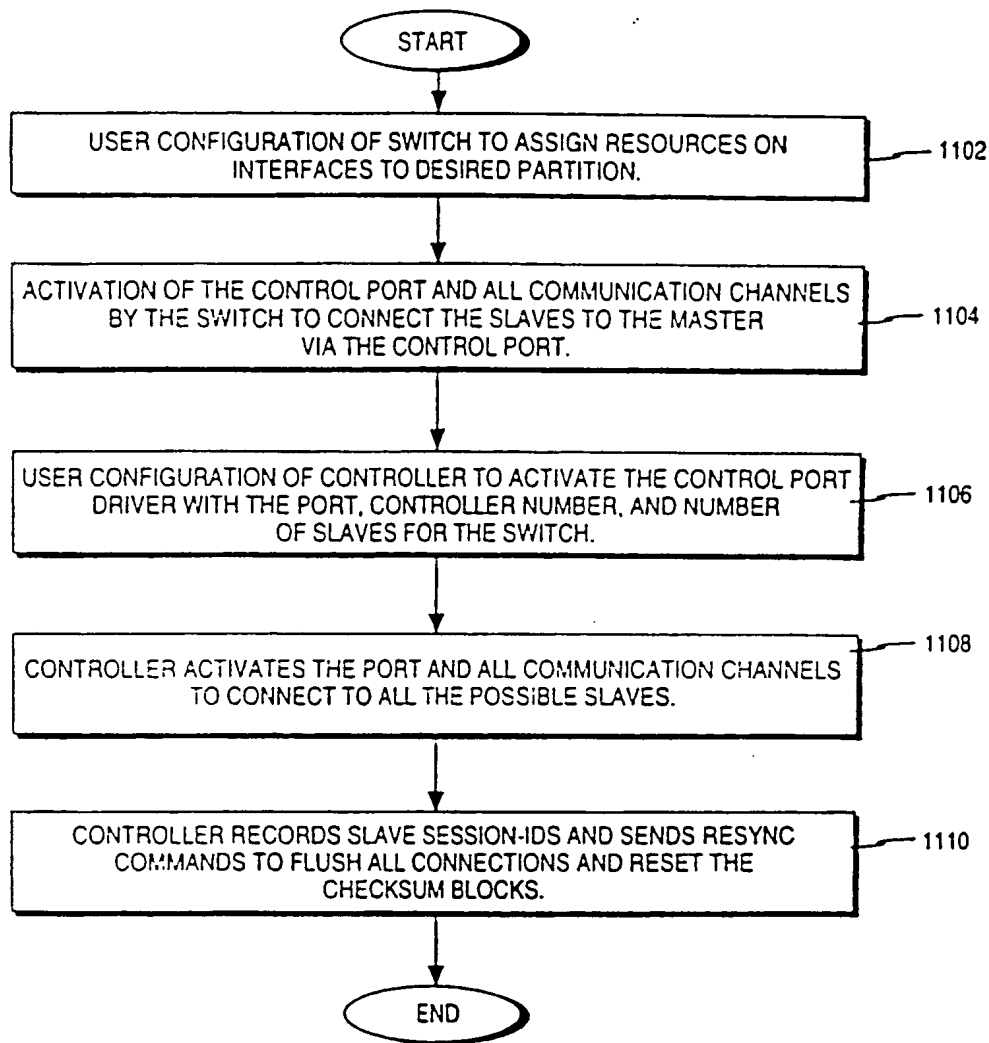 START
USER CONFIGURATION OF SWITCH TO ASSIGN RESOURCES ON
INTERFACES TO DESIRED PARTITION.
1102
ACTIVATION OF THE CONTROL PORT AND ALL COMMUNICATION CHANNELS
BY THE SWITCH TO CONNECT THE SLAVES TO THE MASTER
VIA THE CONTROL PORT.
1104
USER CONFIGURATION OF CONTROLLER TO ACTIVATE THE CONTROL PORT
DRIVER WITH THE PORT, CONTROLLER NUMBER, AND NUMBER
OF SLAVES FOR THE SWITCH.
1106
CONTROLLER ACTIVATES THE PORT AND ALL COMMUNICATION CHANNELS
TO CONNECT TO ALL THE POSSIBLE SLAVES.
1108
CONTROLLER RECORDS SLAVE SESSION-IDS AND SENDS RESYNC
COMMANDS TO FLUSH ALL CONNECTIONS AND RESET THE
CHECKSUM BLOCKS.
1110
END